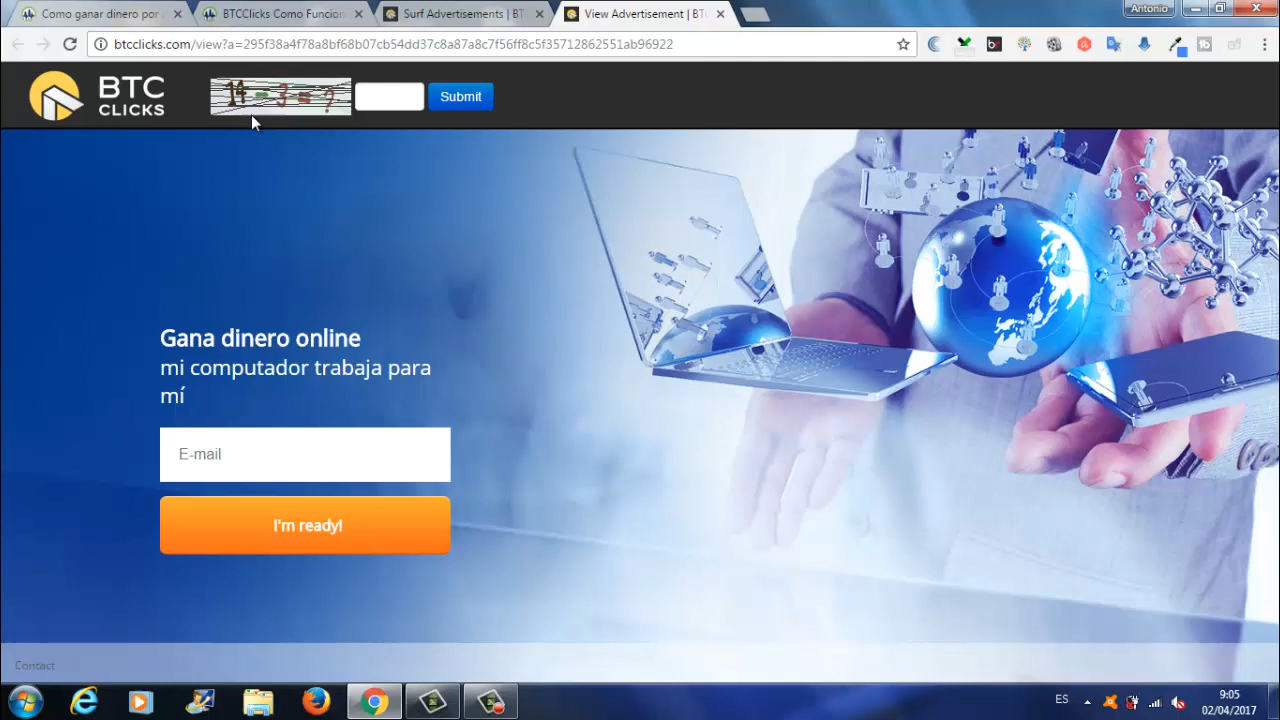 Como ganar dinero por
BTCClicks Como Funcion
Surf Advertisements | BT
View Advertisement | BTC
Antonio
btcclicks.com/view?a=295f38a4f78a8bf68b07cb54dd37c8a87a8c7f56ff8c5f35712862551ab96922
BTC
CLICKS
14 - 3 = ?
Submit
Gana dinero online
mi computador trabaja para
mí
E-mail
I'm ready!
Contact
ES
9:05
02/04/2017